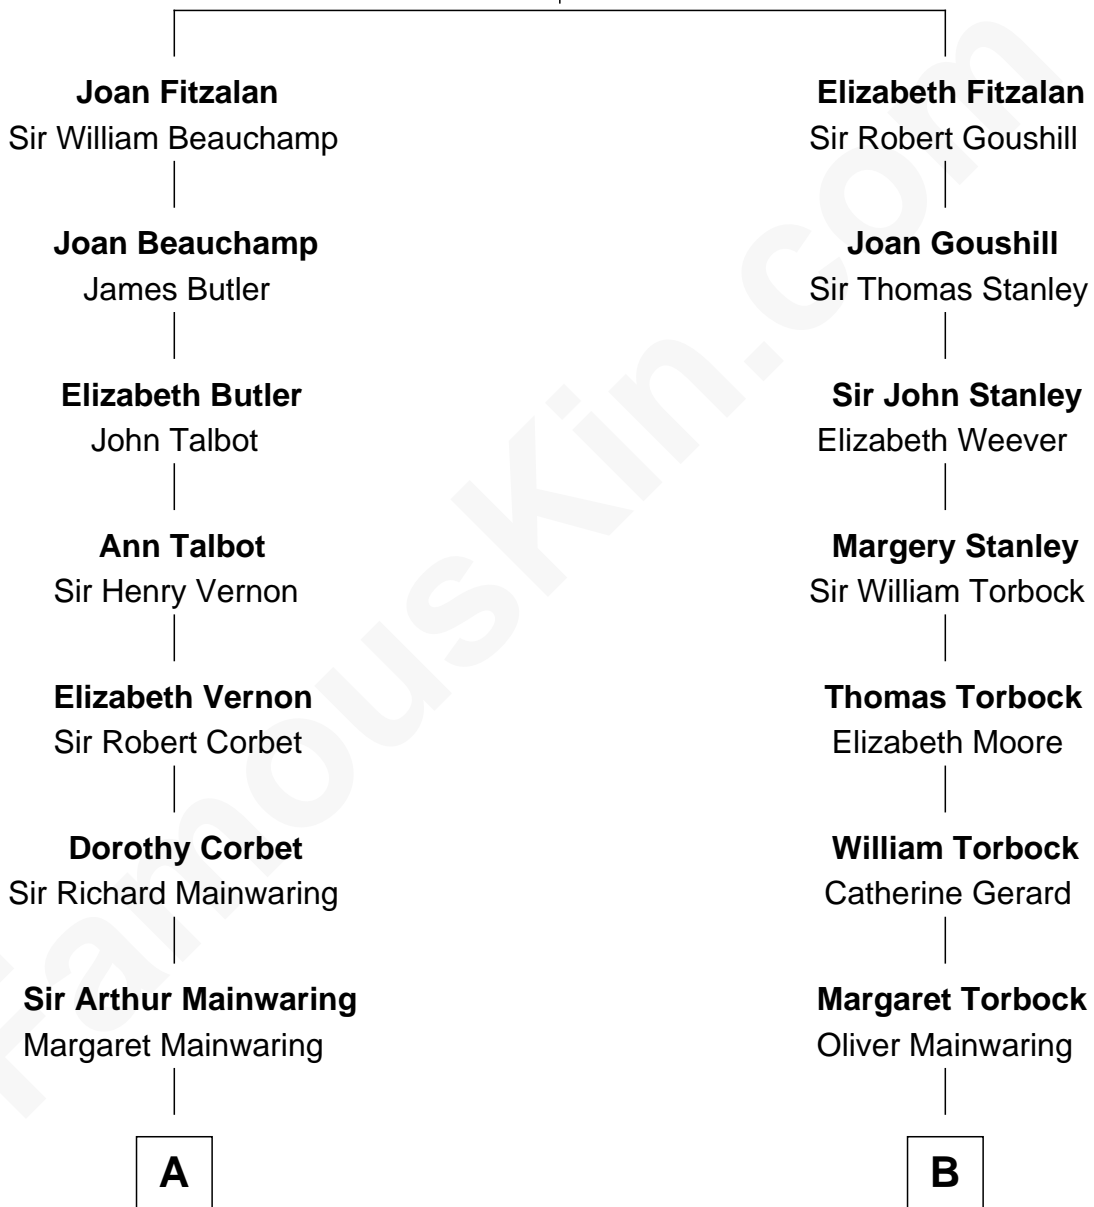 Joan Fitzalan
Sir William Beauchamp
Joan Beauchamp
James Butler
Elizabeth Butler
John Talbot
Ann Talbot
Sir Henry Vernon
Elizabeth Vernon
Sir Robert Corbet
Dorothy Corbet
Sir Richard Mainwaring
Sir Arthur Mainwaring
Margaret Mainwaring
A
Elizabeth Fitzalan
Sir Robert Goushill
Joan Goushill
Sir Thomas Stanley
Sir John Stanley
Elizabeth Weever
Margery Stanley
Sir William Torbock
Thomas Torbock
Elizabeth Moore
William Torbock
Catherine Gerard
Margaret Torbock
Oliver Mainwaring
B
FamousKin.com